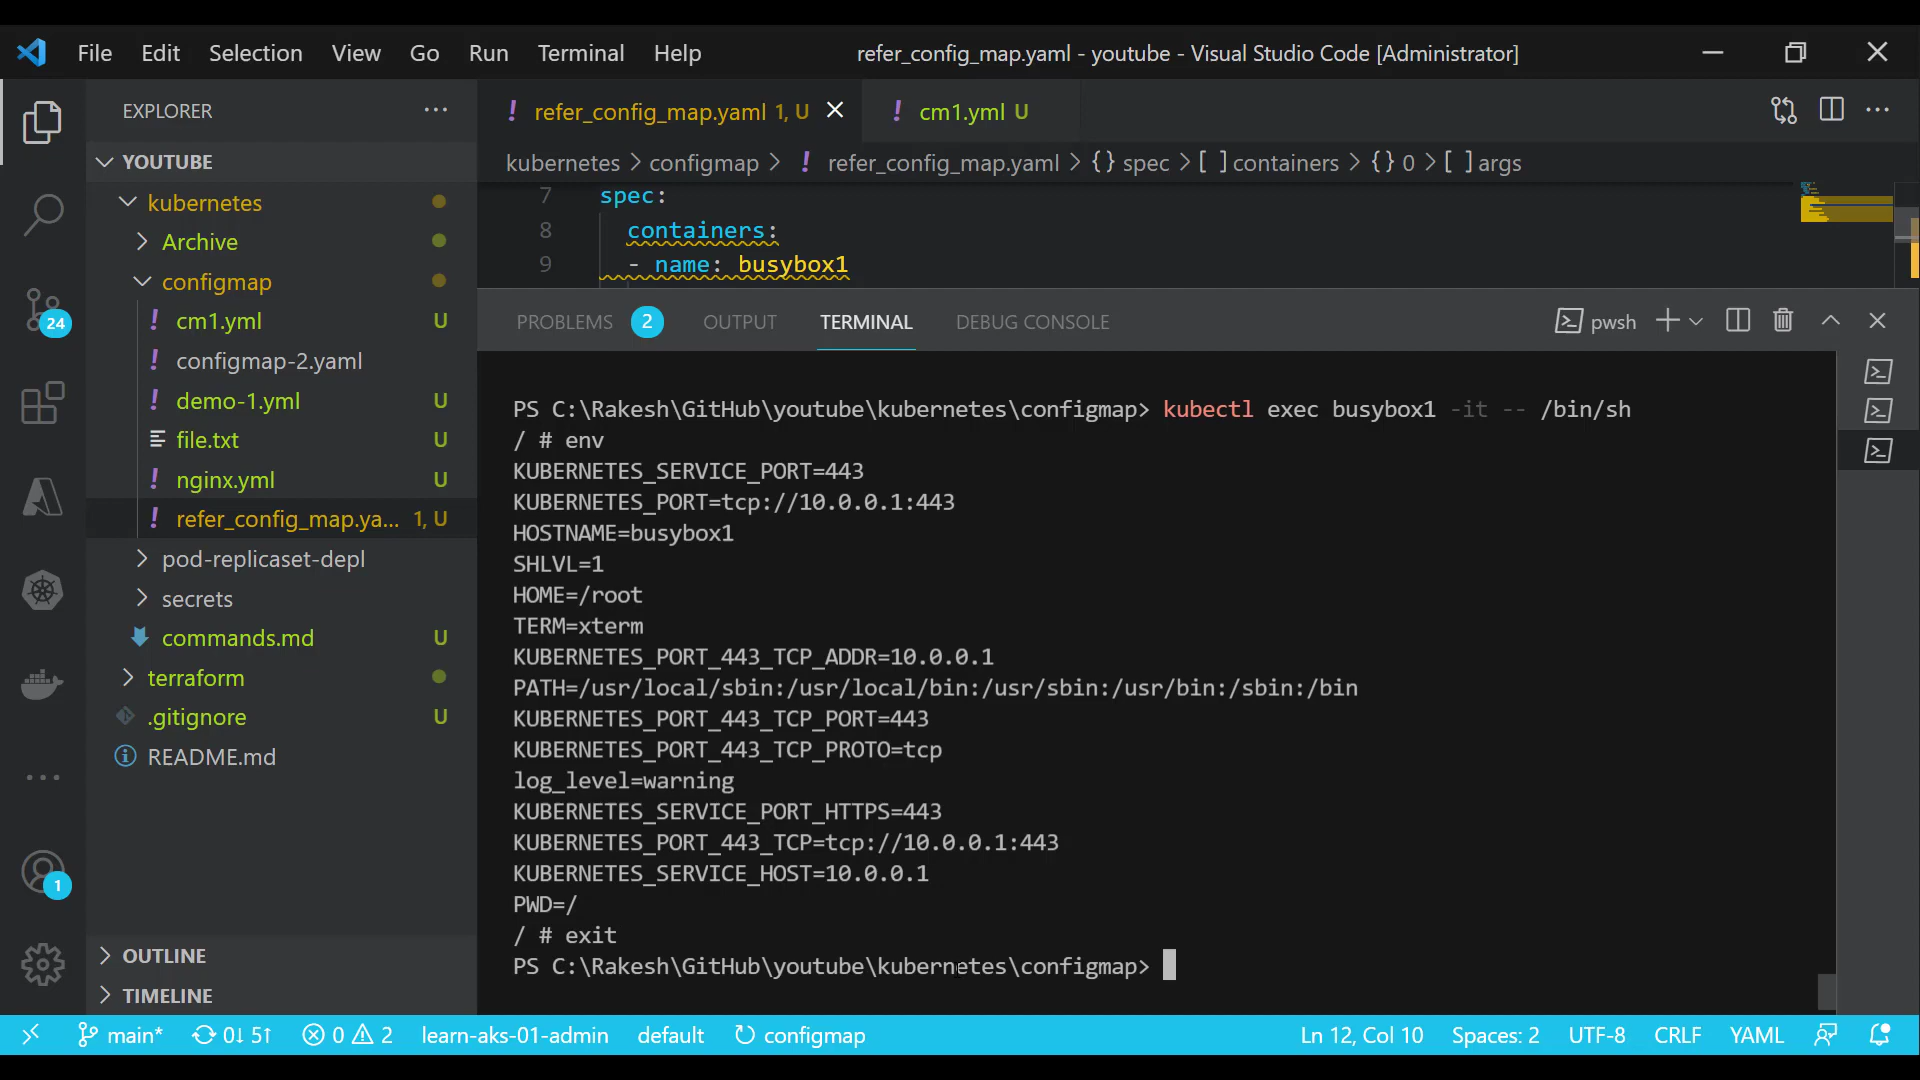 File Edit Selection View Go Run Terminal Help refer_config_map.yaml - youtube - Visual Studio Code [Administrator]
EXPLORER ···
YOUTUBE
kubernetes
Archive
configmap
cm1.yml U
configmap-2.yaml
demo-1.yml U
file.txt U
nginx.yml U
refer_config_map.ya... 1, U
pod-replicaset-depl
secrets
commands.md U
terraform
.gitignore U
README.md
OUTLINE
TIMELINE
24
1
! refer_config_map.yaml 1, U
! cm1.yml U
kubernetes > configmap > ! refer_config_map.yaml > {} spec > [ ] containers > {} 0 > [ ] args
7 spec:
8 containers:
9 - name: busybox1
PROBLEMS 2 OUTPUT TERMINAL DEBUG CONSOLE pwsh
PS C:\Rakesh\GitHub\youtube\kubernetes\configmap> kubectl exec busybox1 -it -- /bin/sh
/ # env
KUBERNETES_SERVICE_PORT=443
KUBERNETES_PORT=tcp://10.0.0.1:443
HOSTNAME=busybox1
SHLVL=1
HOME=/root
TERM=xterm
KUBERNETES_PORT_443_TCP_ADDR=10.0.0.1
PATH=/usr/local/sbin:/usr/local/bin:/usr/sbin:/usr/bin:/sbin:/bin
KUBERNETES_PORT_443_TCP_PORT=443
KUBERNETES_PORT_443_TCP_PROTO=tcp
log_level=warning
KUBERNETES_SERVICE_PORT_HTTPS=443
KUBERNETES_PORT_443_TCP=tcp://10.0.0.1:443
KUBERNETES_SERVICE_HOST=10.0.0.1
PWD=/
/ # exit
PS C:\Rakesh\GitHub\youtube\kubernetes\configmap>
main* 0↓ 5↑ 0 2 learn-aks-01-admin default configmap Ln 12, Col 10 Spaces: 2 UTF-8 CRLF YAML